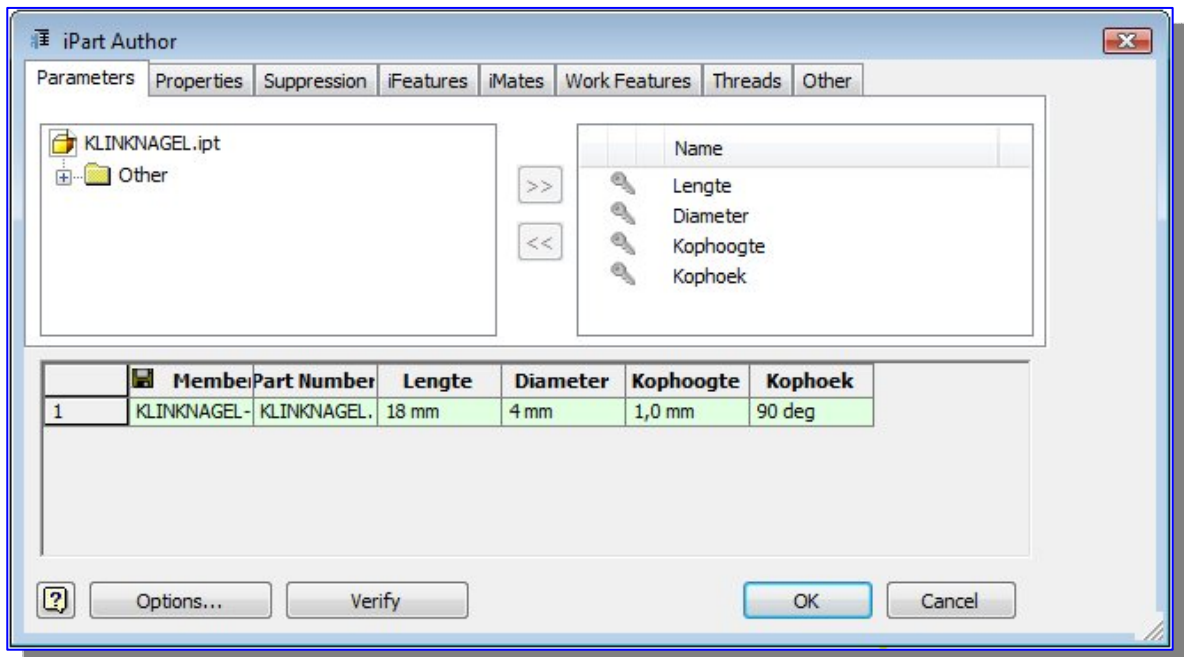 iPart Author
Parameters Properties Suppression iFeatures iMates Work Features Threads Other
KLINKNAGEL.ipt
Other
>>
<<
Name
Lengte
Diameter
Kophoogte
Kophoek
Member Part Number Lengte Diameter Kophoogte Kophoek
1 KLINKNAGEL- KLINKNAGEL. 18 mm 4 mm 1,0 mm 90 deg
Options... Verify OK Cancel